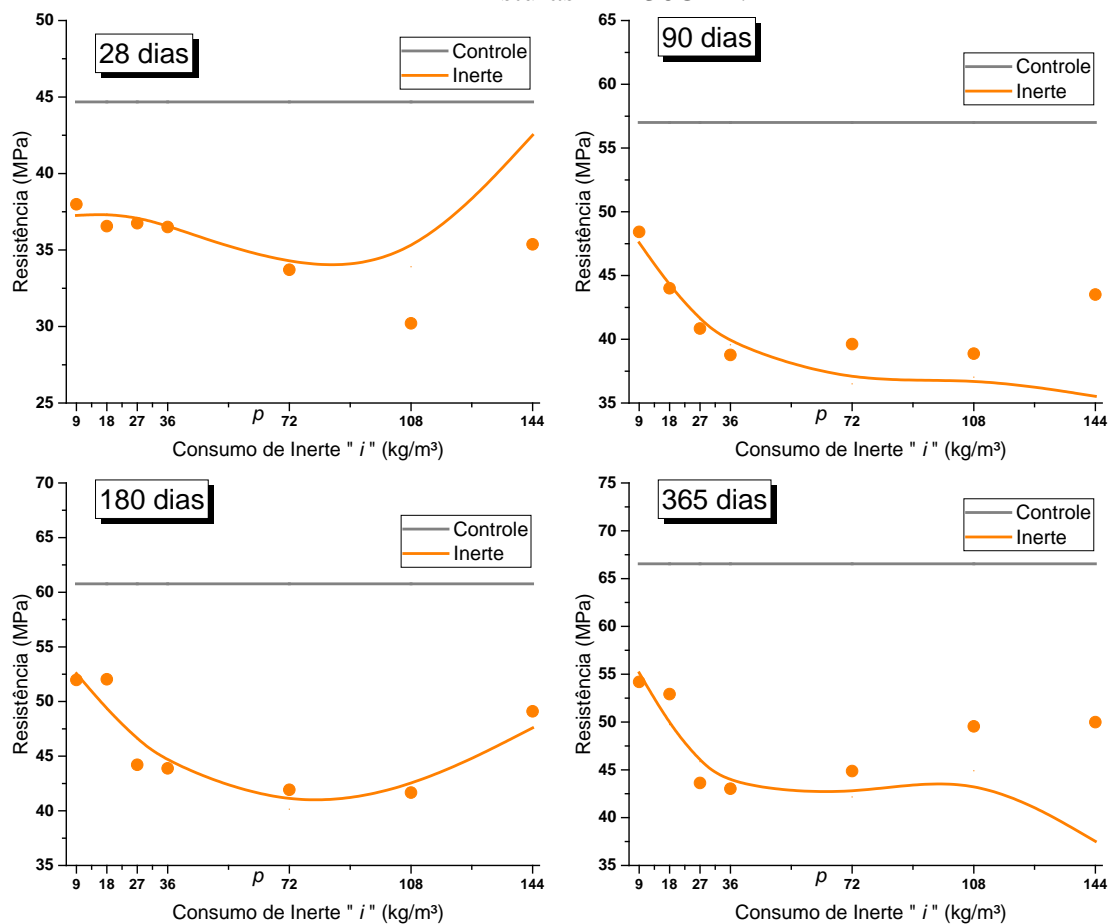 28 dias
Controle
Inerte
50
45
40
35
30
25
Resistência (MPa)
9 18 27 36 72 108 144
p
Consumo de Inerte " i " (kg/m³)
90 dias
Controle
Inerte
65
60
55
50
45
40
35
Resistência (MPa)
9 18 27 36 72 108 144
p
Consumo de Inerte " i " (kg/m³)
180 dias
Controle
Inerte
70
65
60
55
50
45
40
35
Resistência (MPa)
9 18 27 36 72 108 144
p
Consumo de Inerte " i " (kg/m³)
365 dias
Controle
Inerte
75
70
65
60
55
50
45
40
35
Resistência (MPa)
9 18 27 36 72 108 144
p
Consumo de Inerte " i " (kg/m³)